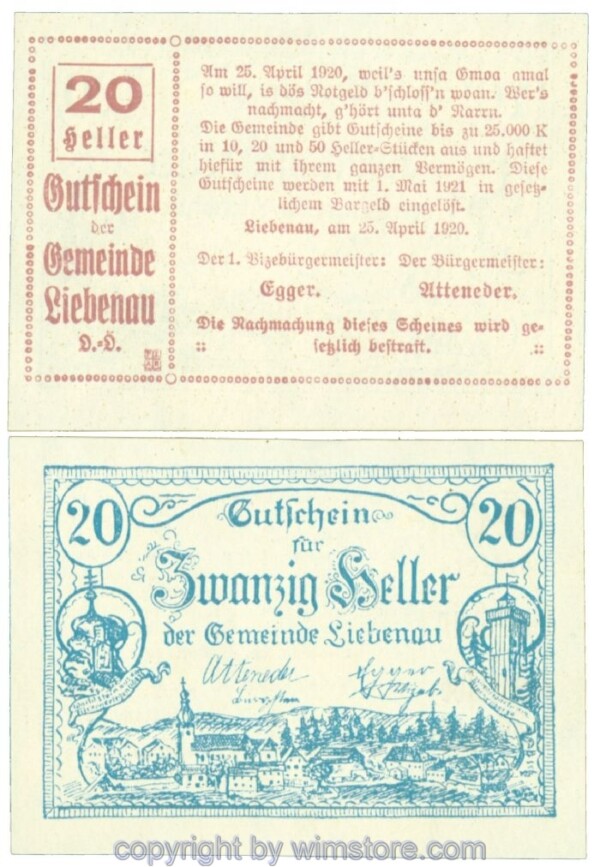 20
Heller
Gutschein
der
Gemeinde
Liebenau
O.-Ö.
Am 25. April 1920, weil's unsa Gmoa amal
so will, is dös Notgeld b'schloss'n woan. Wer's
nachmacht, g'hört unta d' Narrn.
Die Gemeinde gibt Gutscheine bis zu 25.000 K
in 10, 20 und 50 Heller-Stücken aus und haftet
hiefür mit ihrem ganzen Vermögen. Diese
Gutscheine werden mit 1. Mai 1921 in gesetz-
lichem Bargeld eingelöst.
Liebenau, am 25. April 1920.
Der 1. Vizebürgermeister: Der Bürgermeister:
Egger. Atteneder.
Die Nachmachung dieses Scheines wird ge-
:: setzlich bestraft. ::
20 Gutschein 20
für
Zwanzig Heller
der Gemeinde Liebenau
Atteneder Egger
copyright by wimstore.com